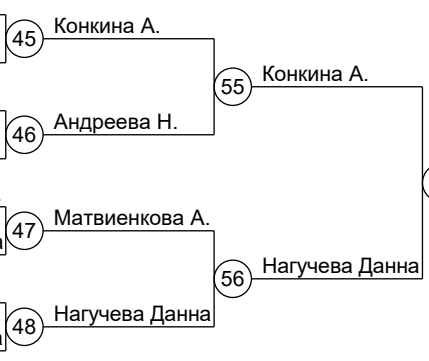 45 Конкина А.
55 Конкина А.
46 Андреева Н.
47 Матвиенкова А.
56 Нагучева Данна
48 Нагучева Данна